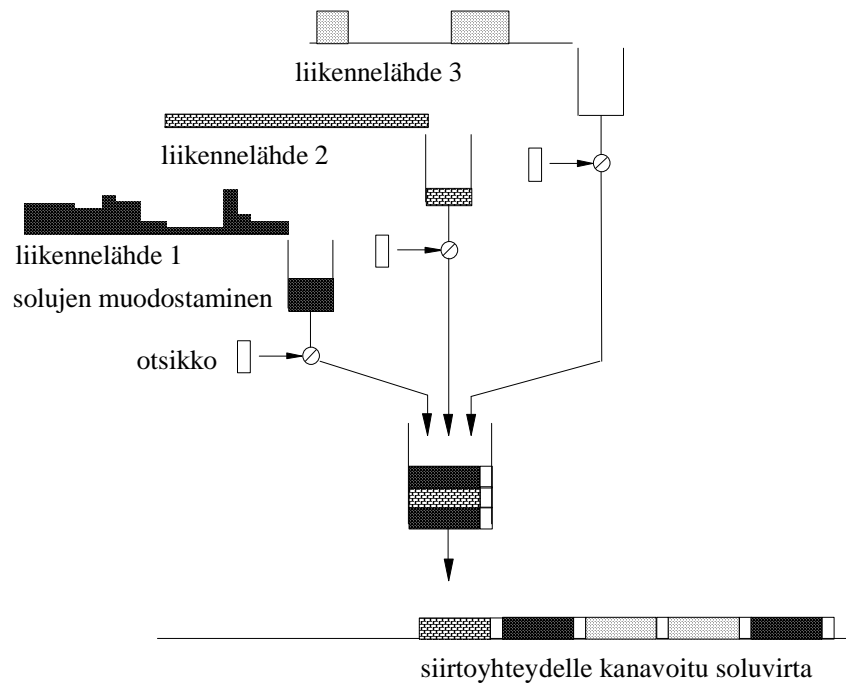 liikennelähde 3
liikennelähde 2
liikennelähde 1
solujen muodostaminen
otsikko
siirtoyhteydelle kanavoitu soluvirta